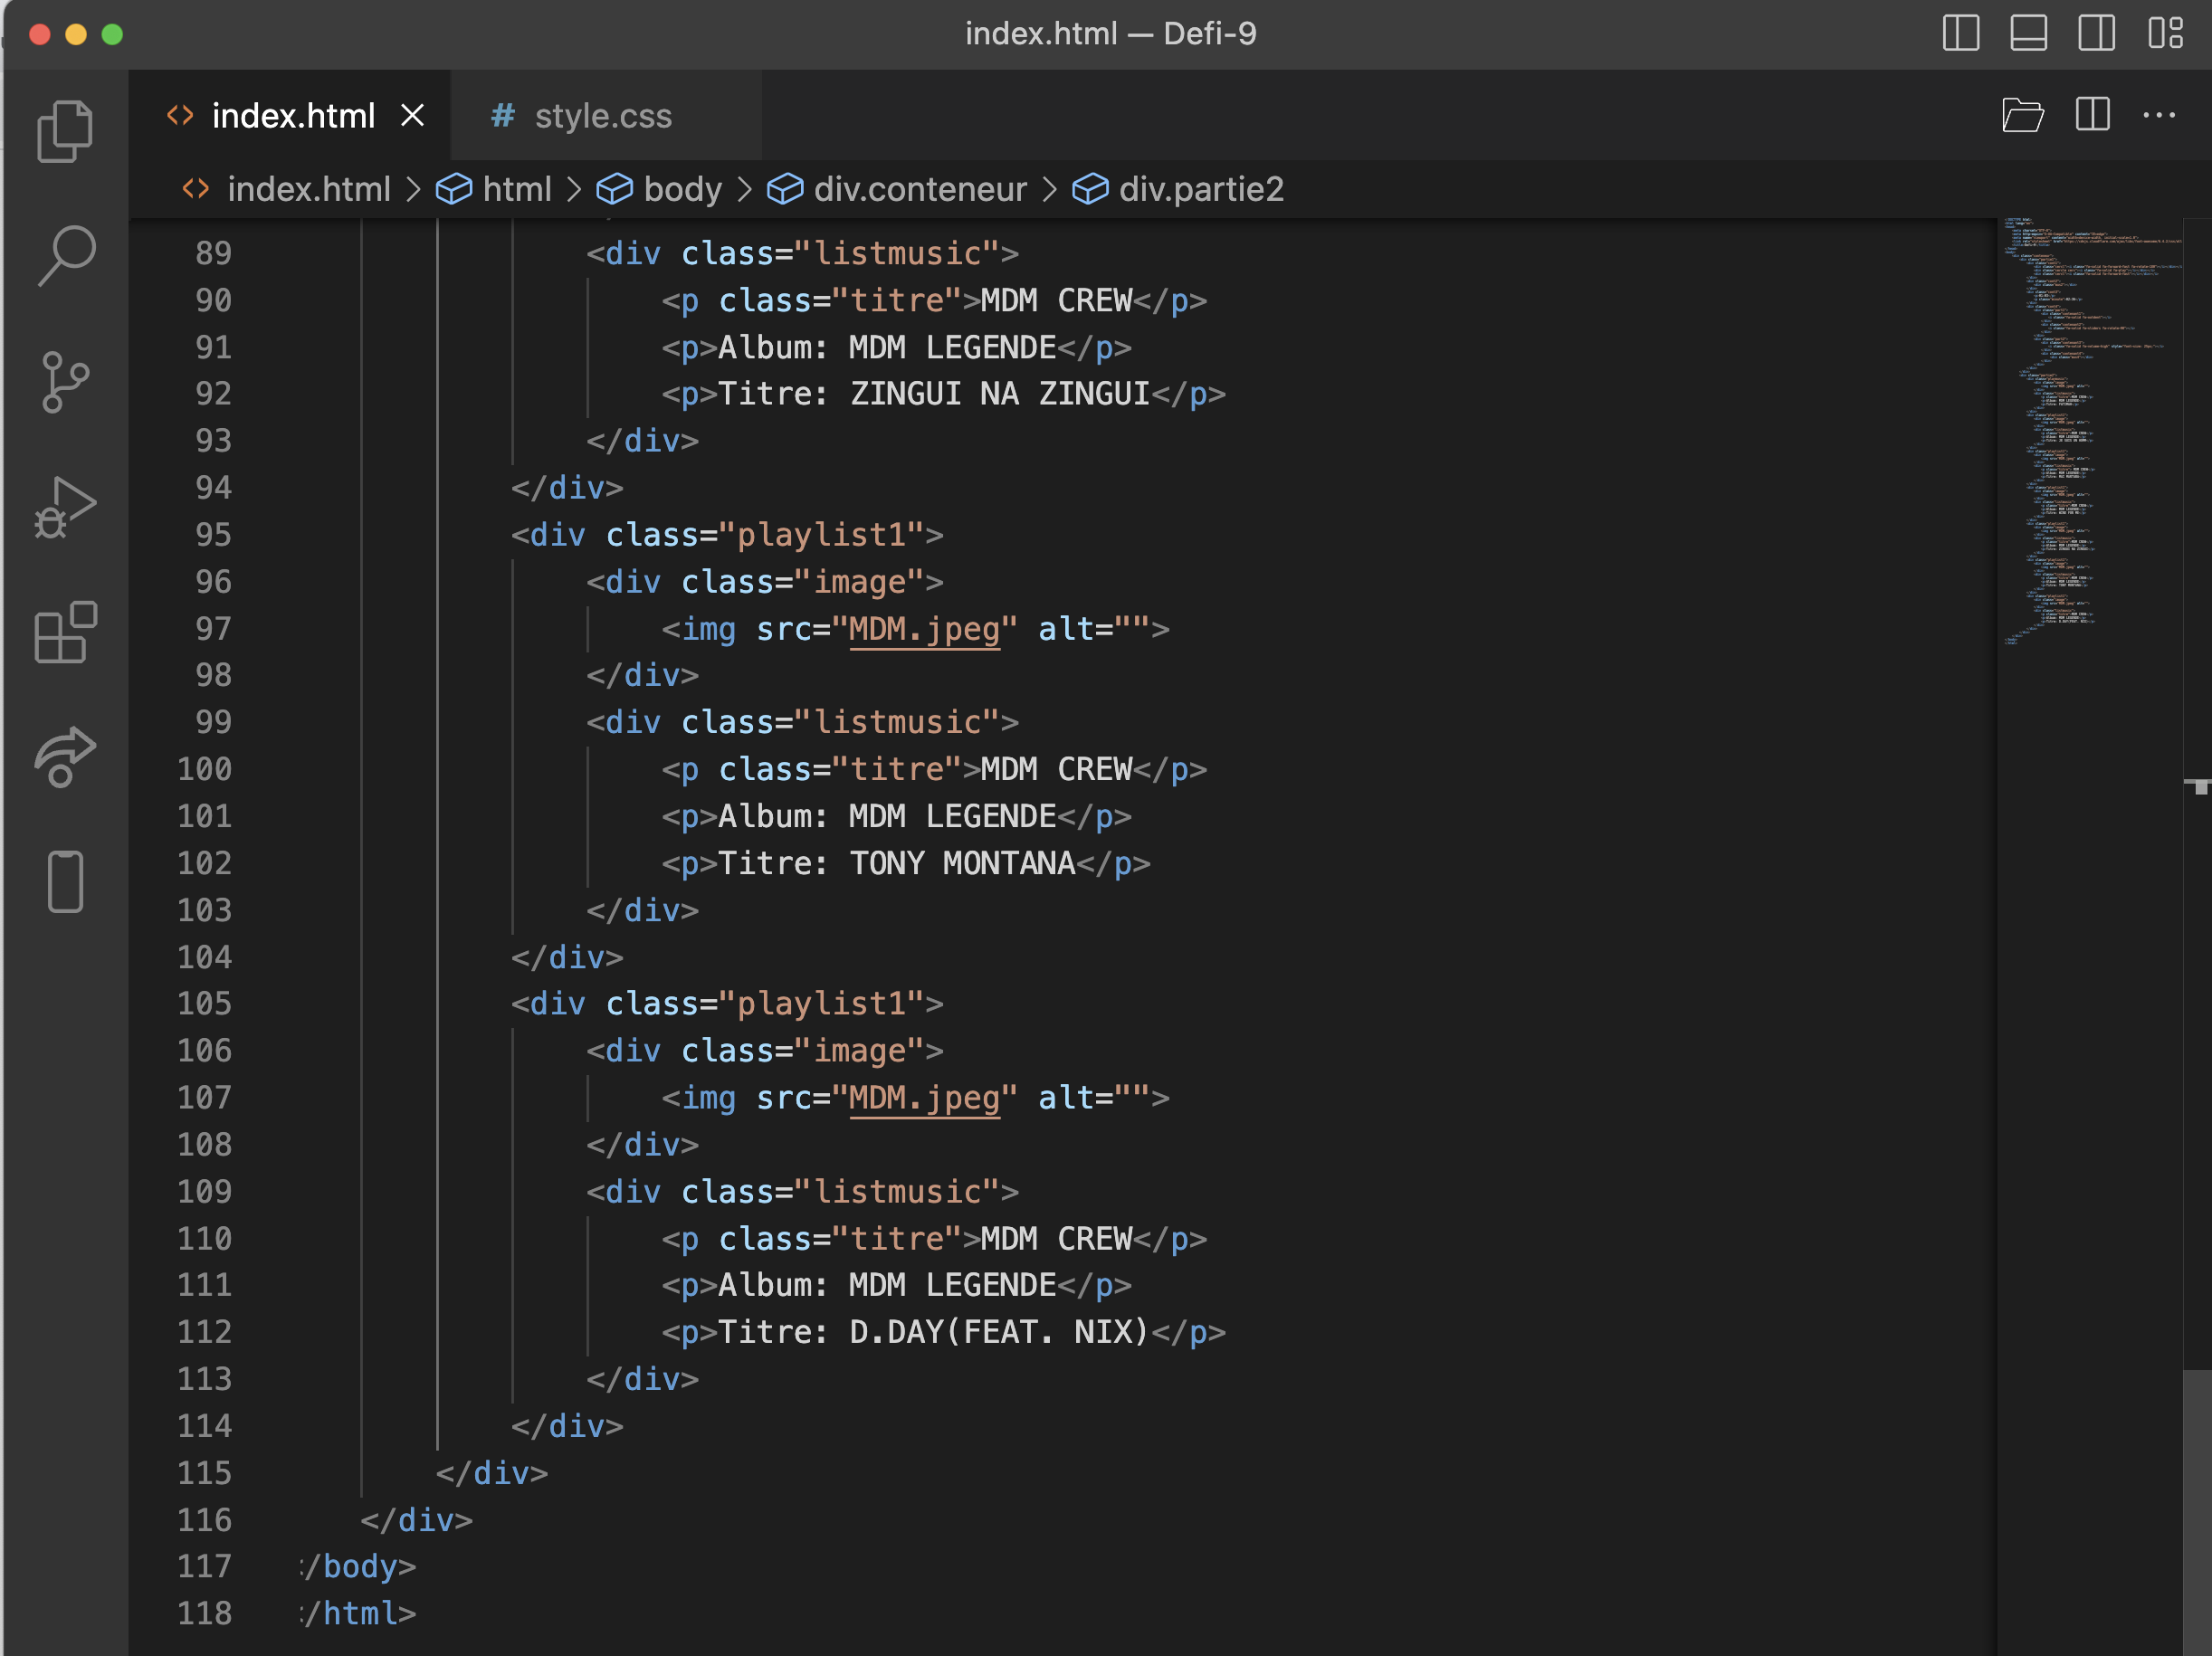 index.html — Defi-9
index.html
# style.css
index.html > html > body > div.conteneur > div.partie2
89 <div class="listmusic">
90 <p class="titre">MDM CREW</p>
91 <p>Album: MDM LEGENDE</p>
92 <p>Titre: ZINGUI NA ZINGUI</p>
93 </div>
94 </div>
95 <div class="playlist1">
96 <div class="image">
97 <img src="MDM.jpeg" alt="">
98 </div>
99 <div class="listmusic">
100 <p class="titre">MDM CREW</p>
101 <p>Album: MDM LEGENDE</p>
102 <p>Titre: TONY MONTANA</p>
103 </div>
104 </div>
105 <div class="playlist1">
106 <div class="image">
107 <img src="MDM.jpeg" alt="">
108 </div>
109 <div class="listmusic">
110 <p class="titre">MDM CREW</p>
111 <p>Album: MDM LEGENDE</p>
112 <p>Titre: D.DAY(FEAT. NIX)</p>
113 </div>
114 </div>
115 </div>
116 </div>
117 /body>
118 /html>